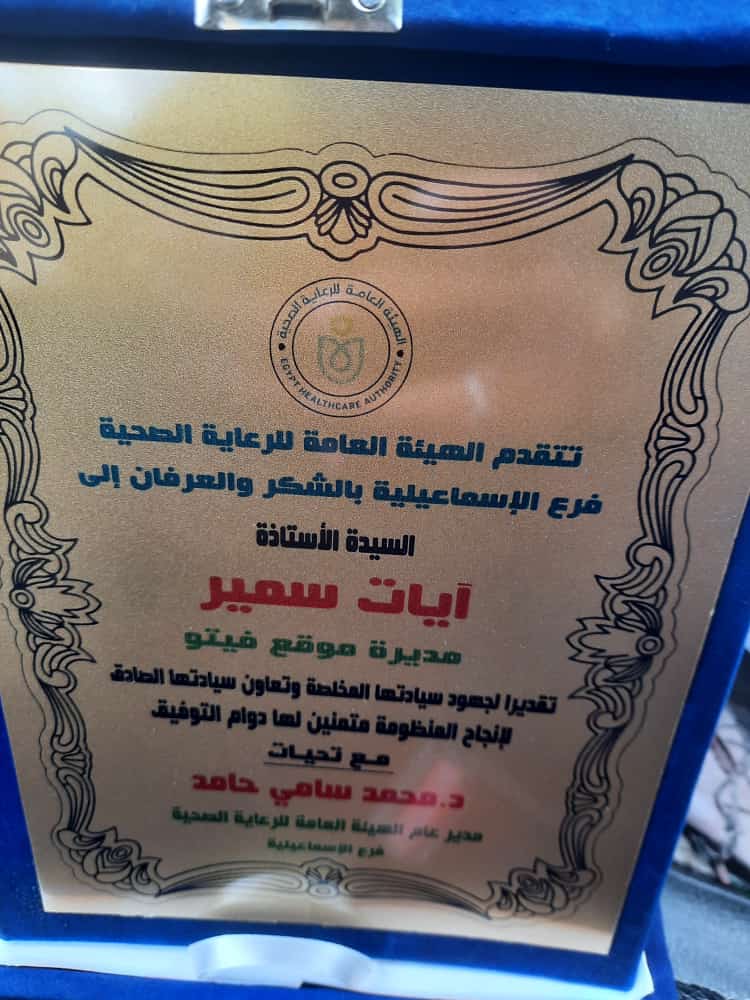 الهيئة العامة للرعاية الصحية
EGYPT HEALTHCARE AUTHORITY
تتقدم الهيئة العامة للرعاية الصحية
فرع الإسماعيلية بالشكر والعرفان إلى
السيدة الأستاذة
آيات سمير
مديرة موقع فيتو
تقديرا لجهود سيادتها المخلصة وتعاون سيادتها الصادق
لإنجاح المنظومة متمنين لها دوام التوفيق
مع تحيات
د.محمد سامي حامد
مدير عام الهيئة العامة للرعاية الصحية
فرع الإسماعيلية